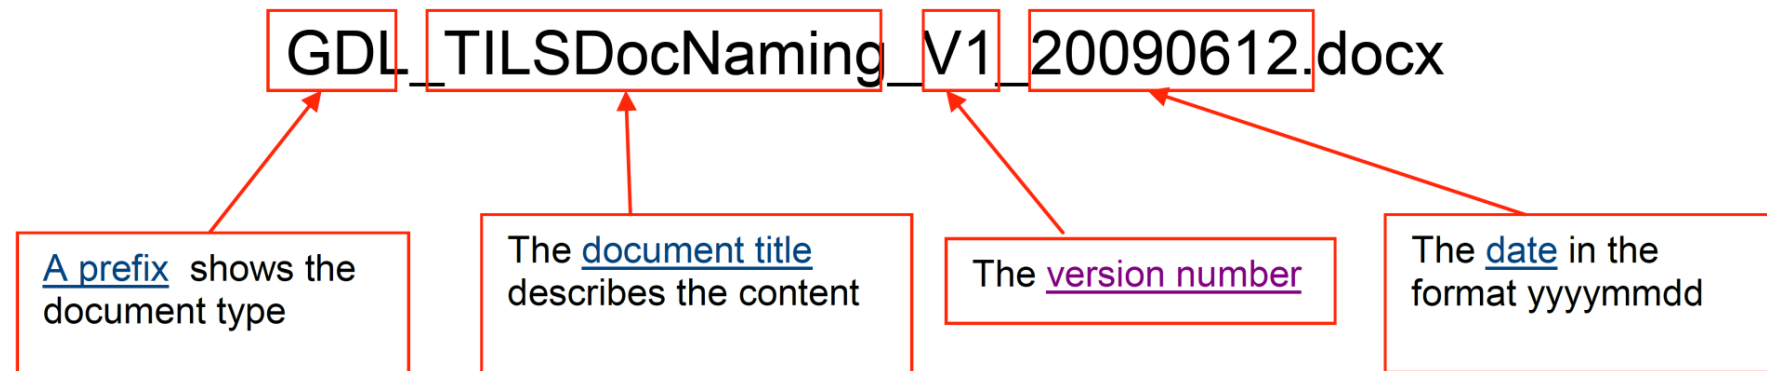 GDL_TILSDocNaming_V1_20090612.docx
A prefix shows the
document type
The document title
describes the content
The version number
The date in the
format yyyymmdd